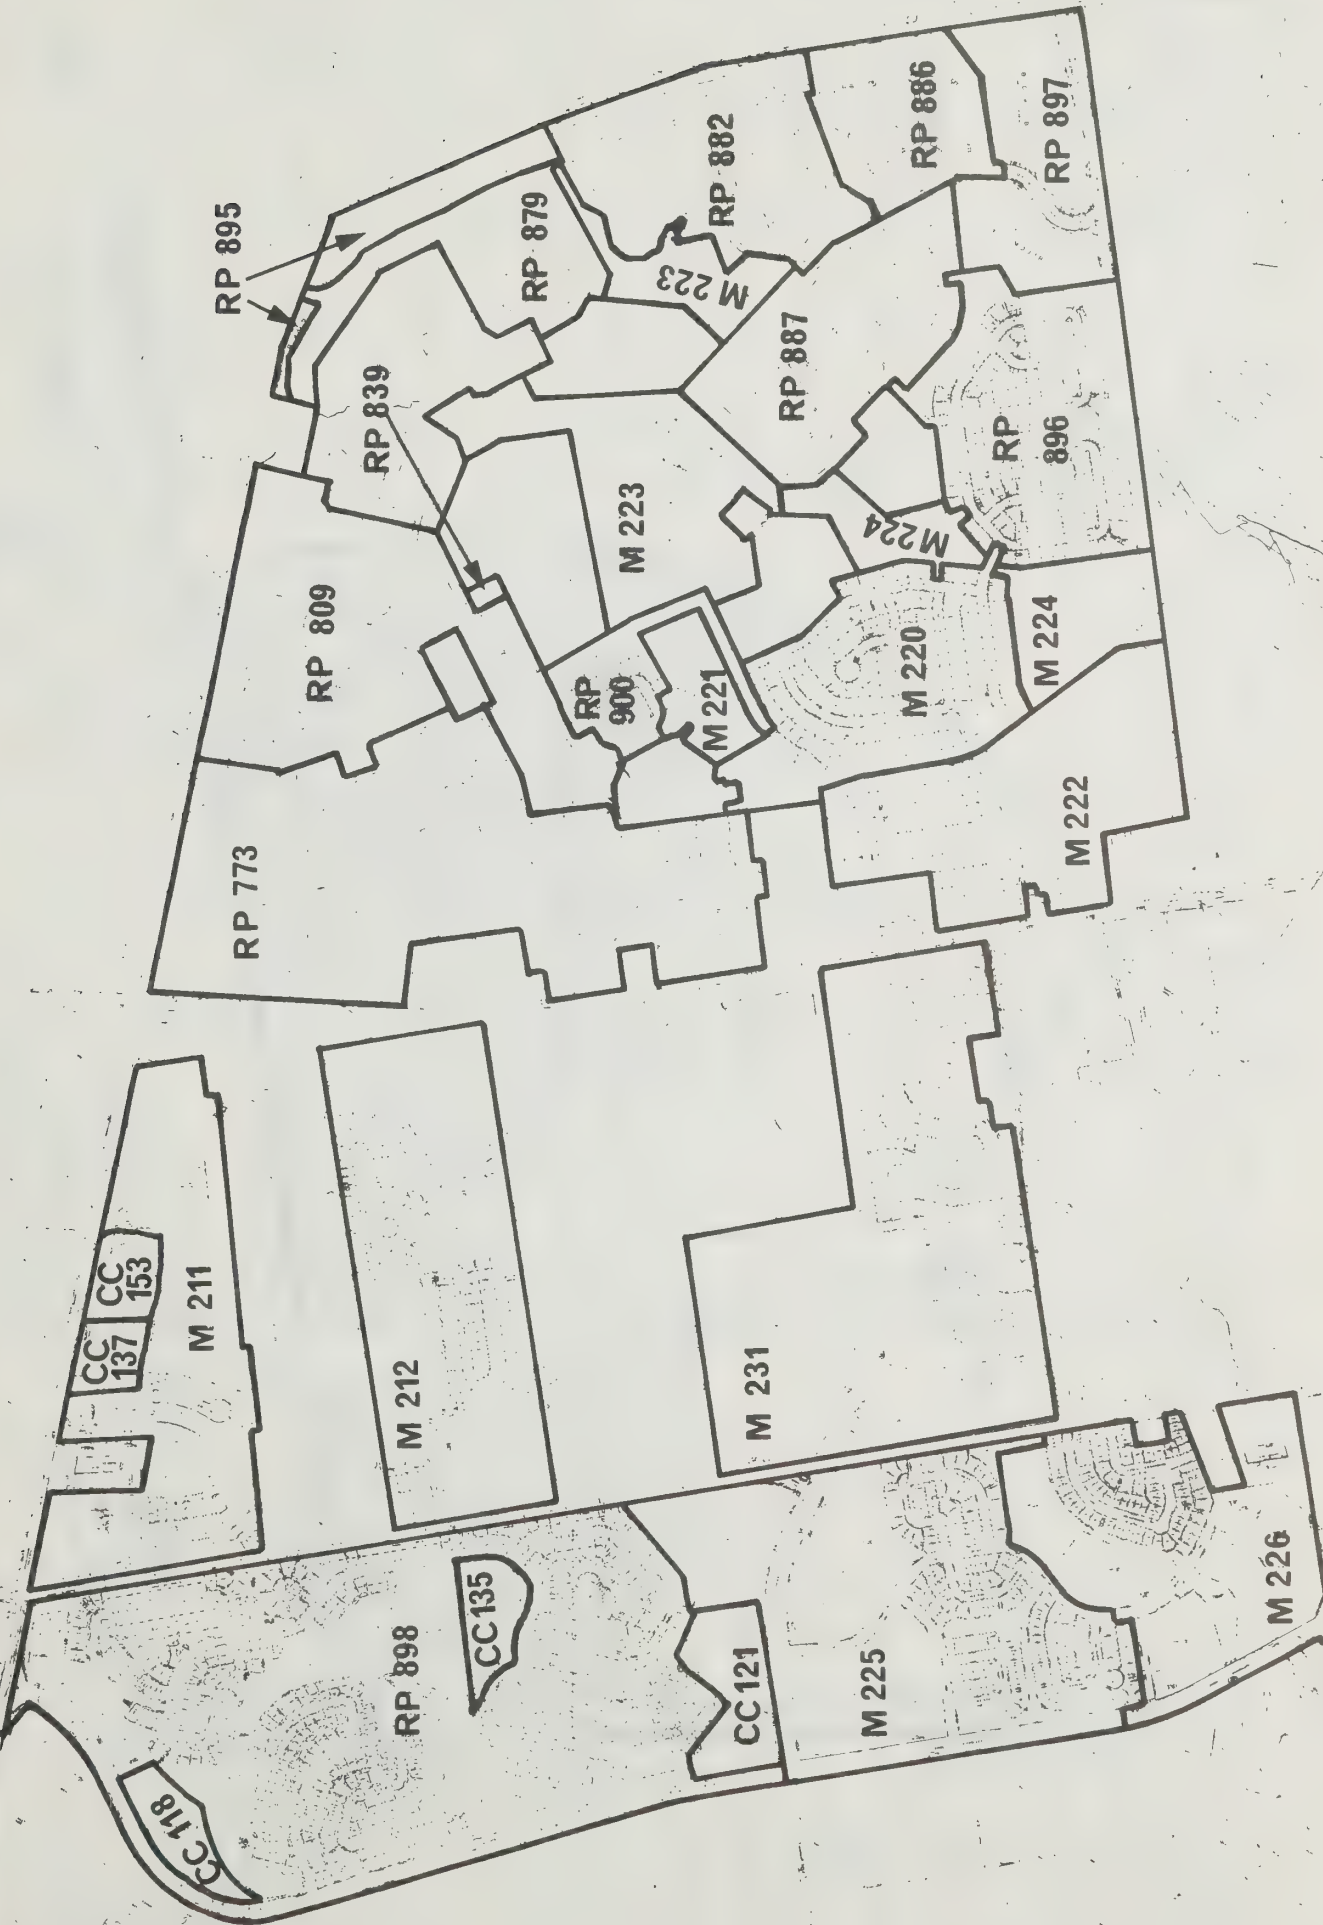 RP 895
RP 886
RP 897
RP 882
RP 879
M 223
RP 887
RP 839
RP
896
M 223
M 224
RP 809
M 224
M 220
RP
900
M 221
M 222
RP 773
CC
153
CC
137
M 211
M 212
M 231
RP 898
CC 135
CC 121
M 225
M 226
CC 118